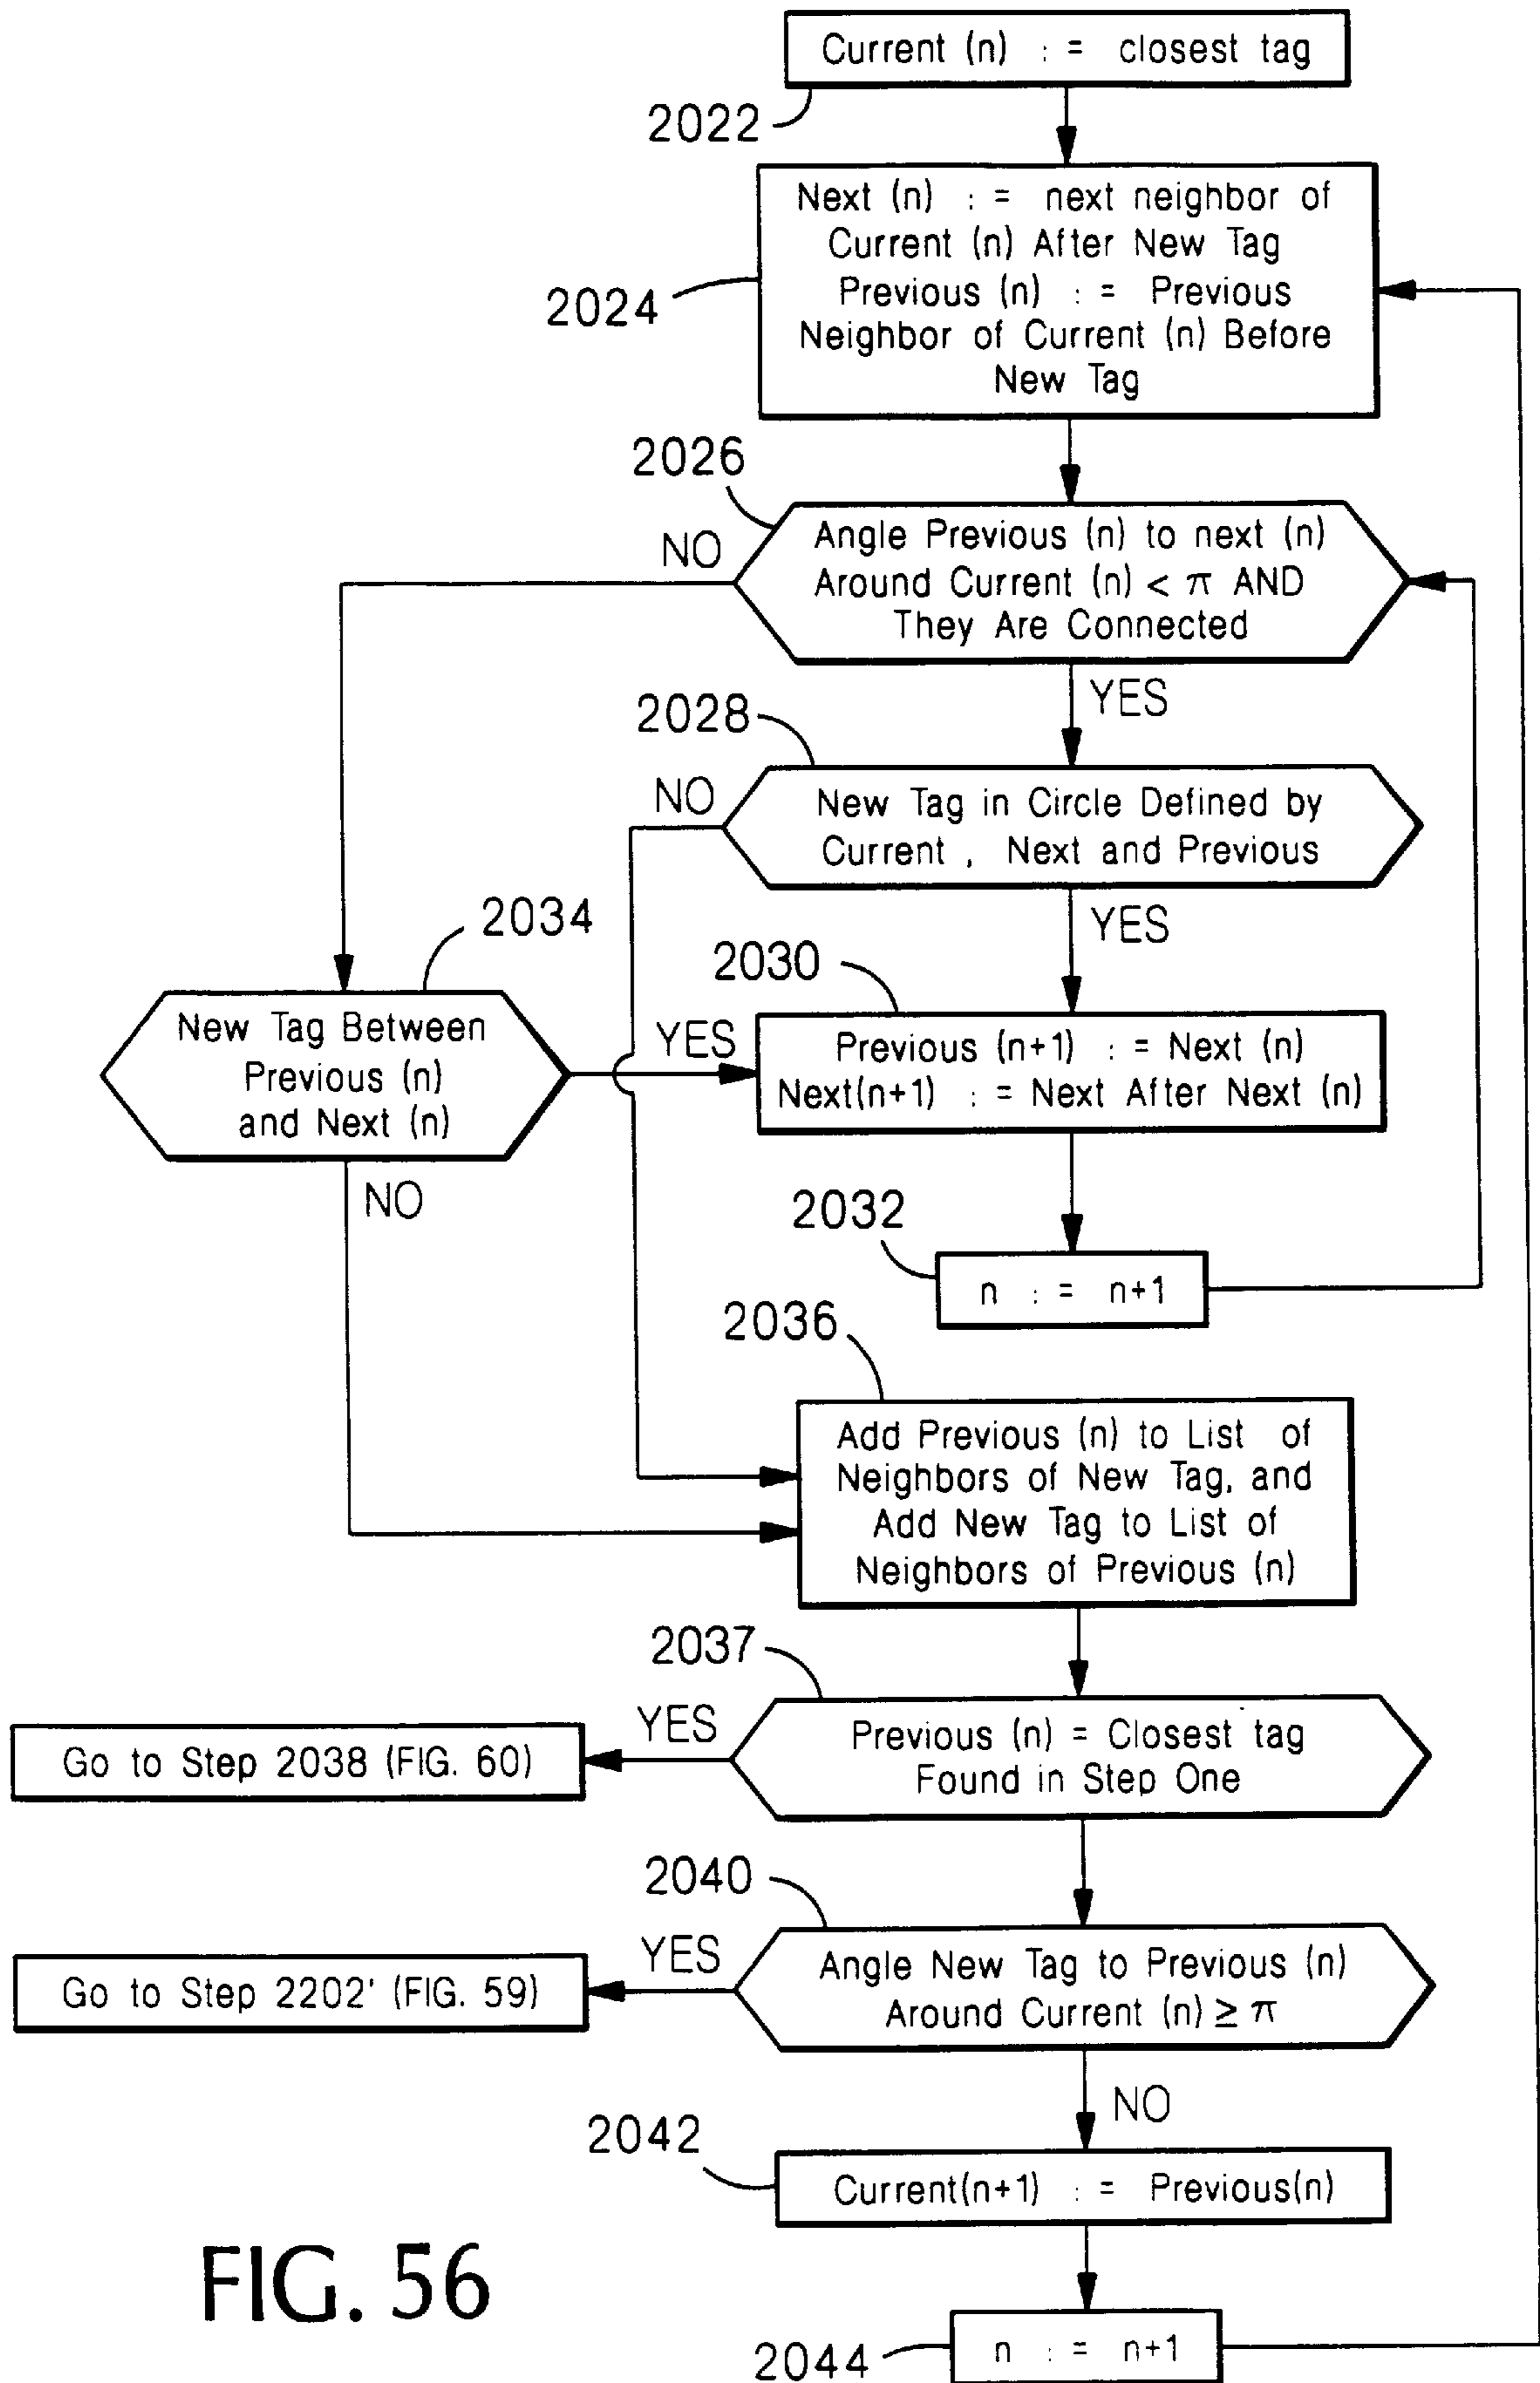 Current (n) := closest tag
2022
Next (n) := next neighbor of
Current (n) After New Tag
Previous (n) := Previous
Neighbor of Current (n) Before
New Tag
2024
2026
NO
Angle Previous (n) to next (n)
Around Current (n) < π AND
They Are Connected
YES
2028
NO
New Tag in Circle Defined by
Current , Next and Previous
YES
2034
New Tag Between
Previous (n)
and Next (n)
YES
NO
2030
Previous (n+1) := Next (n)
Next(n+1) := Next After Next (n)
2032
n := n+1
2036
Add Previous (n) to List of
Neighbors of New Tag, and
Add New Tag to List of
Neighbors of Previous (n)
2037
YES
Previous (n) = Closest tag
Found in Step One
Go to Step 2038 (FIG. 60)
2040
YES
Angle New Tag to Previous (n)
Around Current (n) ≥ π
Go to Step 2202' (FIG. 59)
NO
2042
Current(n+1) := Previous(n)
2044
n := n+1
FIG. 56